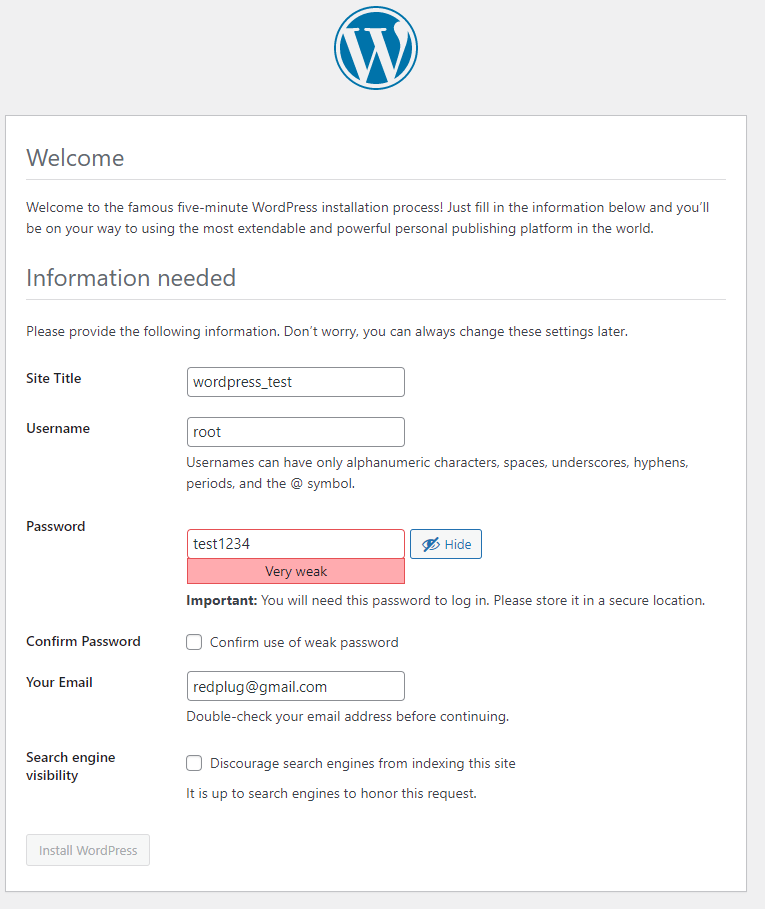 Welcome
Welcome to the famous five-minute WordPress installation process! Just fill in the information below and you’ll
be on your way to using the most extendable and powerful personal publishing platform in the world.
Information needed
Please provide the following information. Don’t worry, you can always change these settings later.
Site Title
wordpress_test
Username
root
Usernames can have only alphanumeric characters, spaces, underscores, hyphens,
periods, and the @ symbol.
Password
test1234
Hide
Very weak
Important: You will need this password to log in. Please store it in a secure location.
Confirm Password
Confirm use of weak password
Your Email
redplug@gmail.com
Double-check your email address before continuing.
Search engine
visibility
Discourage search engines from indexing this site
It is up to search engines to honor this request.
Install WordPress